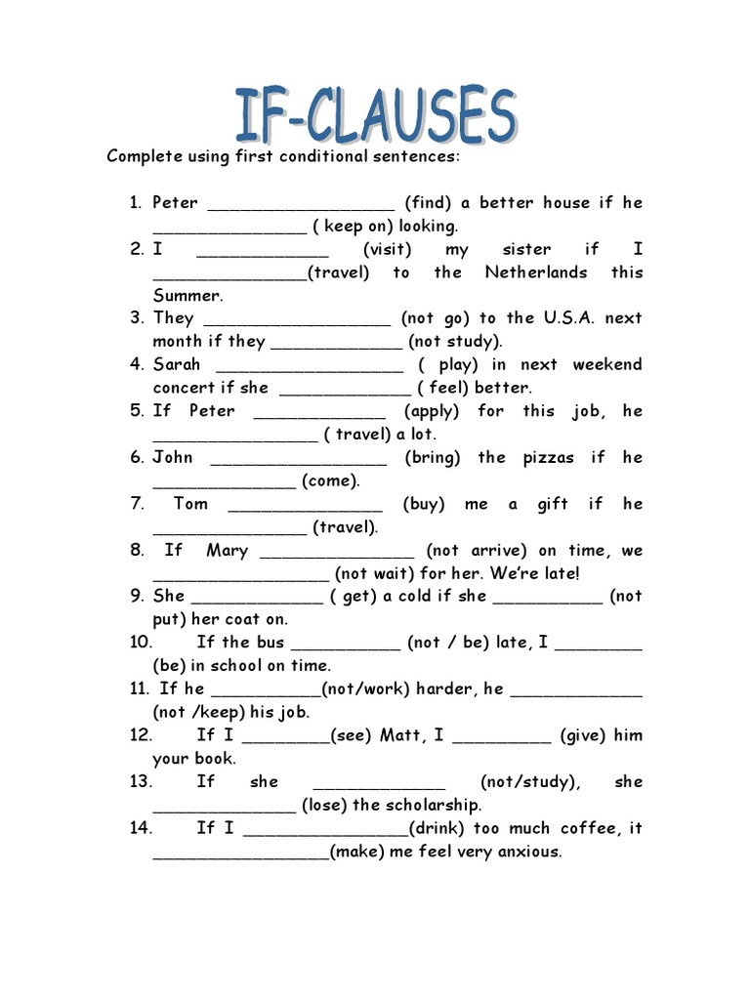 IF-CLAUSES
Complete using first conditional sentences:
1. Peter _________________ (find) a better house if he
______________ ( keep on) looking.
2. I ____________ (visit) my sister if I
______________(travel) to the Netherlands this
Summer.
3. They _________________ (not go) to the U.S.A. next
month if they ____________ (not study).
4. Sarah _________________ ( play) in next weekend
concert if she ____________ ( feel) better.
5. If Peter ____________ (apply) for this job, he
_______________ ( travel) a lot.
6. John ________________ (bring) the pizzas if he
_____________ (come).
7. Tom ______________ (buy) me a gift if he
______________ (travel).
8. If Mary ______________ (not arrive) on time, we
________________ (not wait) for her. We're late!
9. She ____________ ( get) a cold if she __________ (not
put) her coat on.
10. If the bus __________ (not / be) late, I ________
(be) in school on time.
11. If he __________(not/work) harder, he ____________
(not /keep) his job.
12. If I ________(see) Matt, I _________ (give) him
your book.
13. If she ____________ (not/study), she
_____________ (lose) the scholarship.
14. If I _______________(drink) too much coffee, it
________________(make) me feel very anxious.